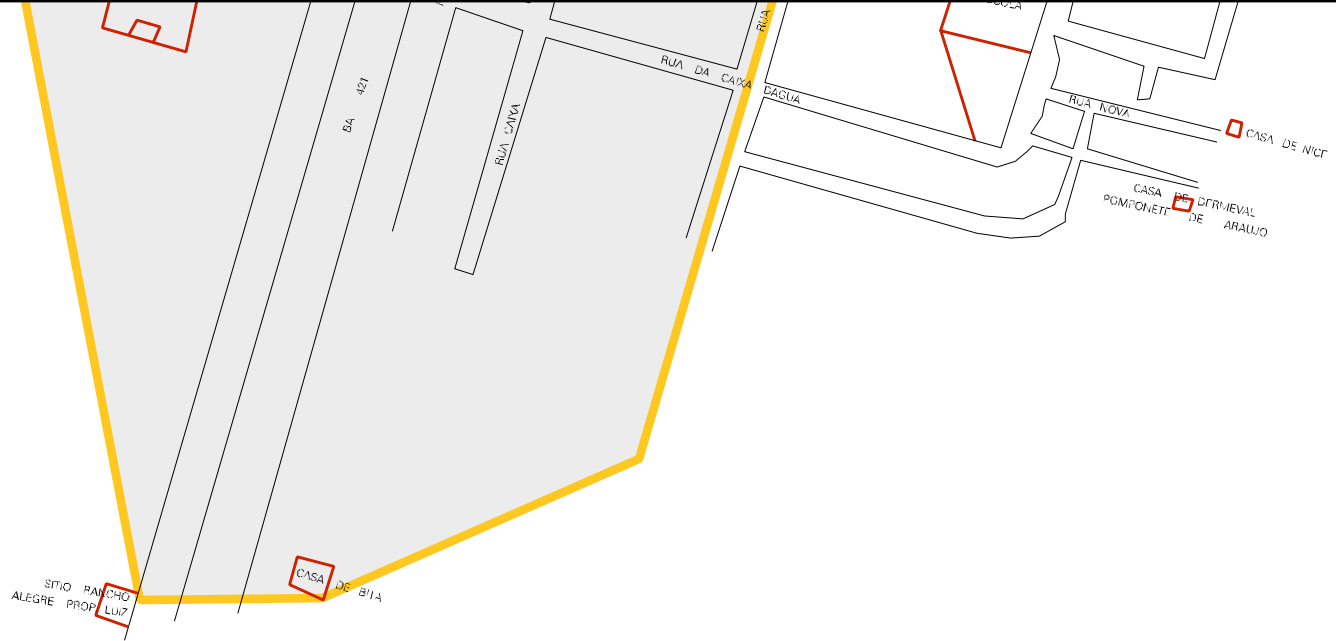 RUA
BA 421
RUA DA CAIXA DAGUA
RUA CAIXA
RUA NOVA
CASA DE NICE
CASA DE DERMEVAL
POMPONETE DE ARAUJO
CASA DE BITA
SITIO RANCHO
ALEGRE PROP LUIZ